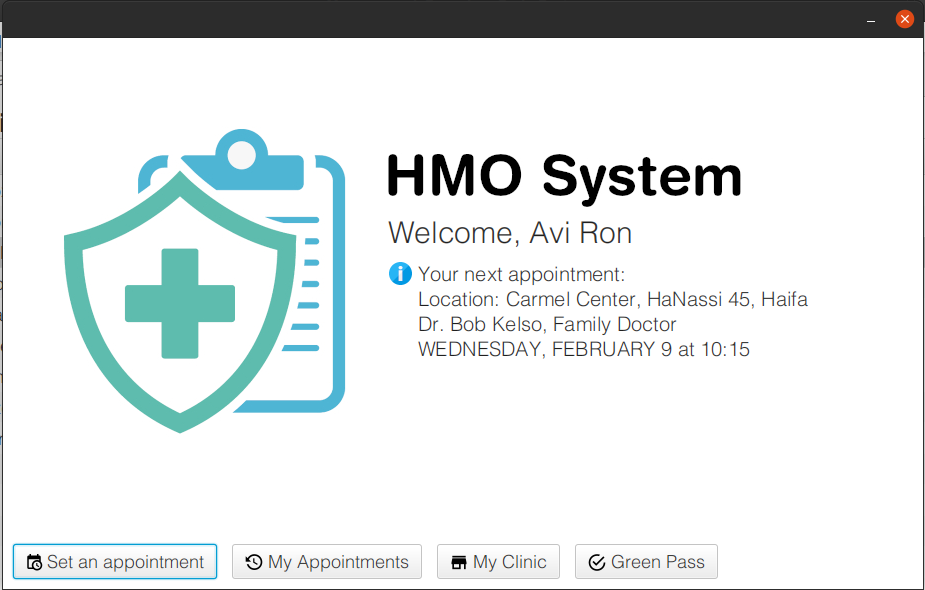 HMO System
Welcome, Avi Ron
Your next appointment:
Location: Carmel Center, HaNassi 45, Haifa
Dr. Bob Kelso, Family Doctor
WEDNESDAY, FEBRUARY 9 at 10:15
Set an appointment
My Appointments
My Clinic
Green Pass